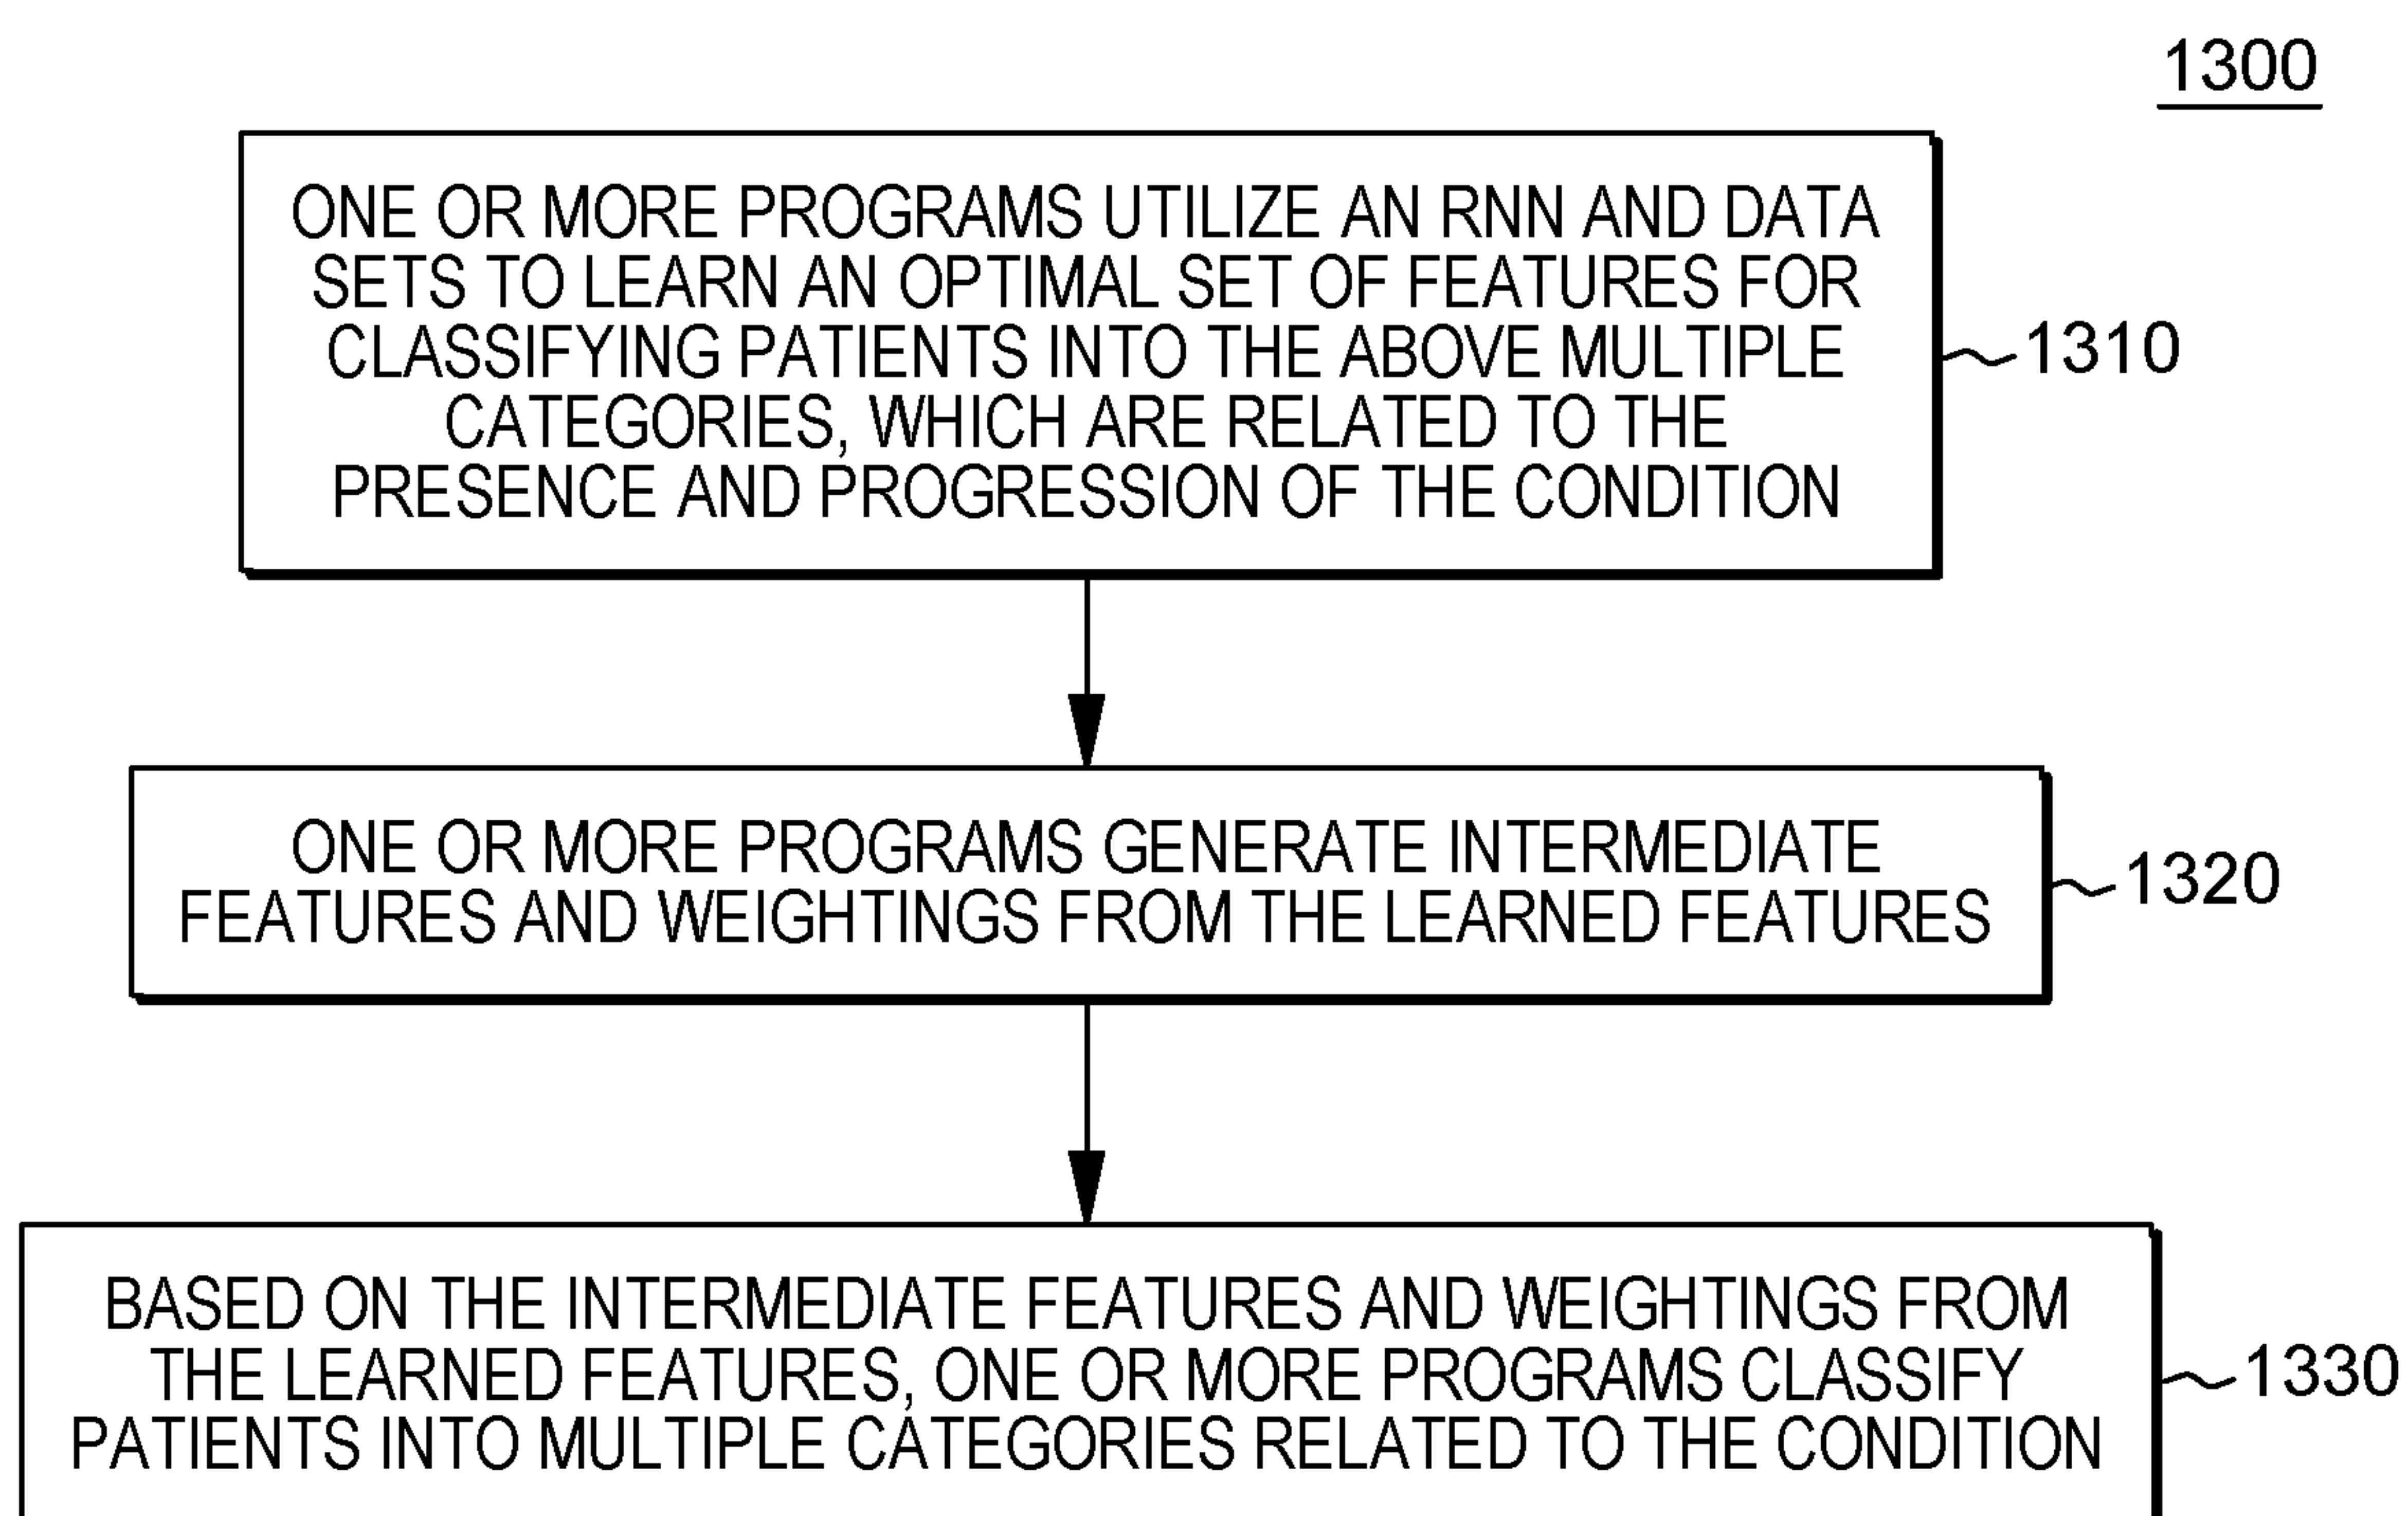 1300
ONE OR MORE PROGRAMS UTILIZE AN RNN AND DATA
SETS TO LEARN AN OPTIMAL SET OF FEATURES FOR
CLASSIFYING PATIENTS INTO THE ABOVE MULTIPLE
CATEGORIES, WHICH ARE RELATED TO THE
PRESENCE AND PROGRESSION OF THE CONDITION
1310
ONE OR MORE PROGRAMS GENERATE INTERMEDIATE
FEATURES AND WEIGHTINGS FROM THE LEARNED FEATURES
1320
BASED ON THE INTERMEDIATE FEATURES AND WEIGHTINGS FROM
THE LEARNED FEATURES, ONE OR MORE PROGRAMS CLASSIFY
PATIENTS INTO MULTIPLE CATEGORIES RELATED TO THE CONDITION
1330